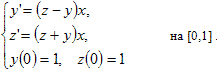 y'=(z-y)x,
z'=(z+y)x,
y(0)=1, z(0)=1
на [0,1].